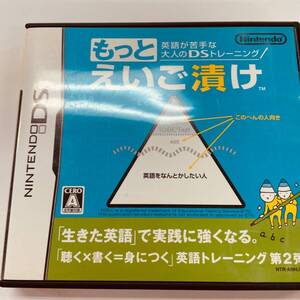 もっと
英語が苦手な
大人のDSトレーニング
えいご漬け
TM
Nintendo
NINTENDO DS
このへんの人向き
英語をなんとかしたい人
CERO
A
a b c
「生きた英語」で実践に強くなる。
「聴く×書く=身につく」英語トレーニング 第2弾